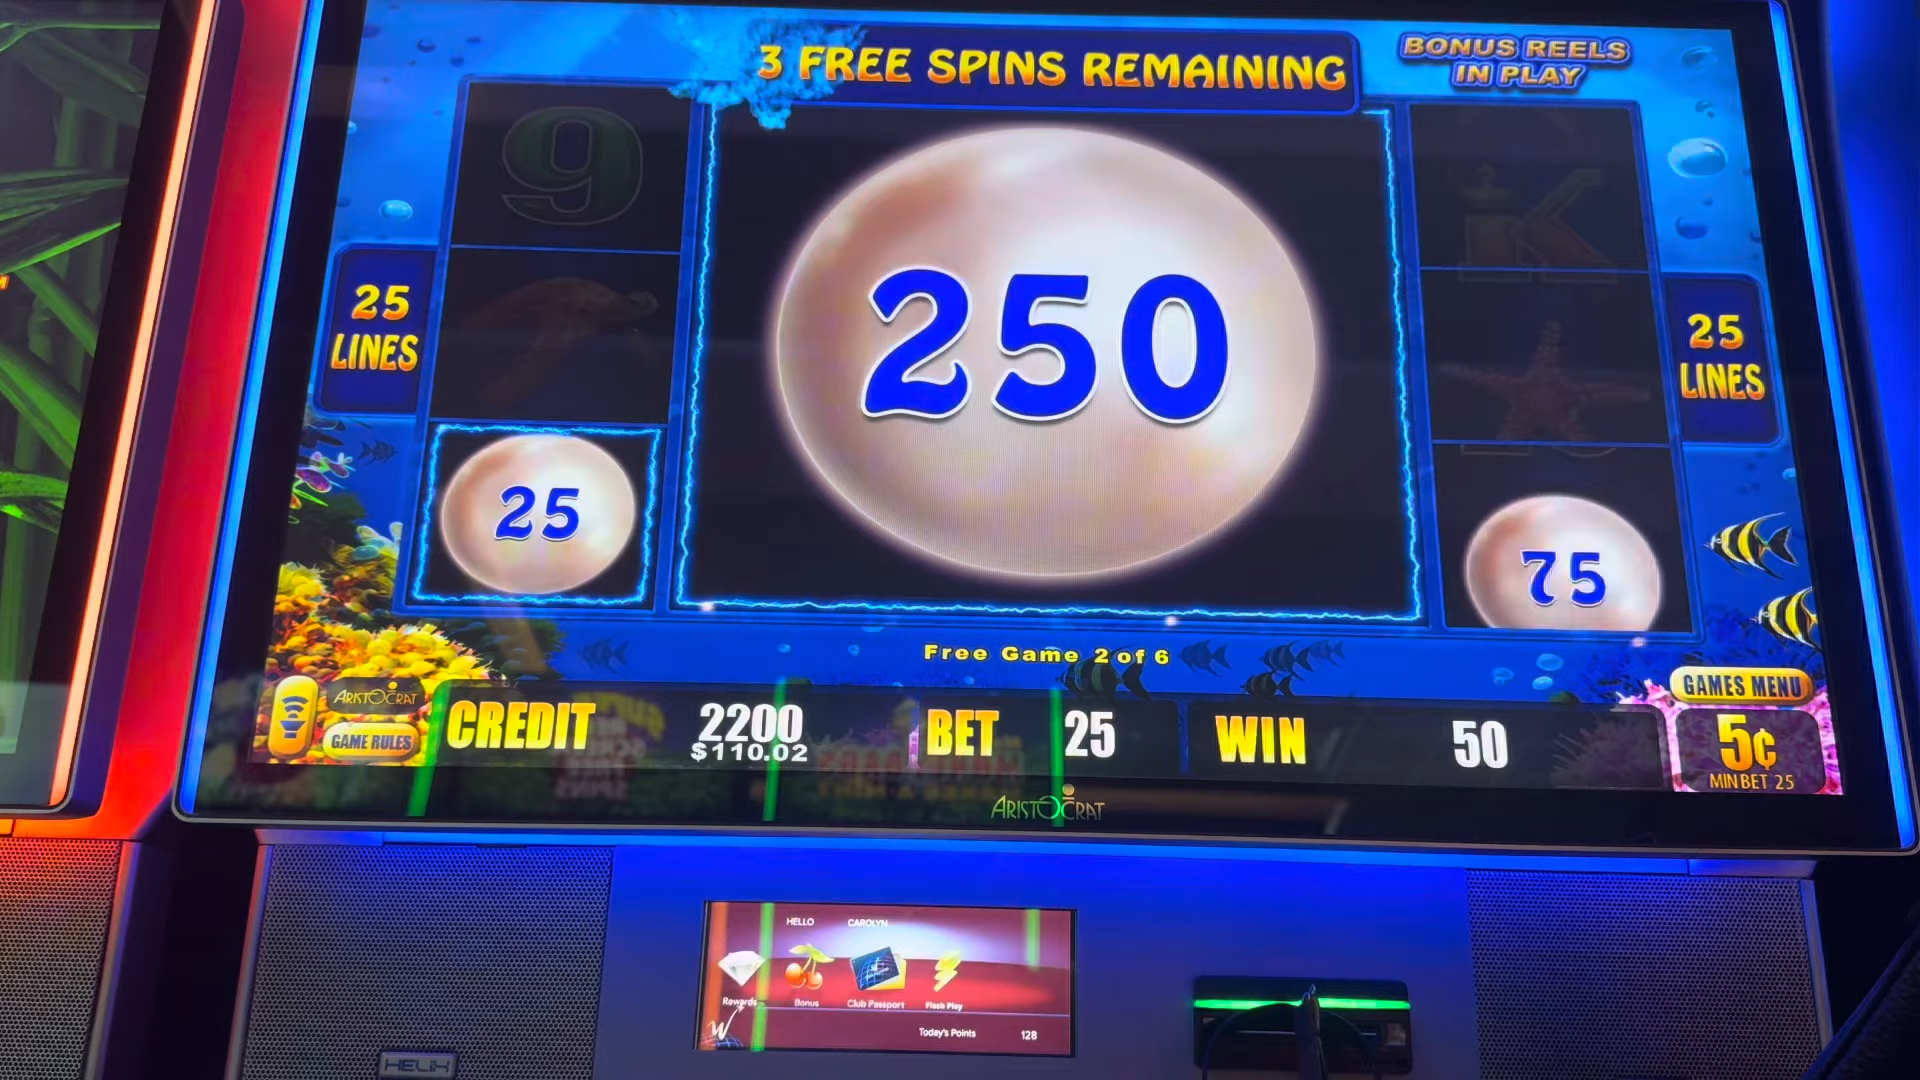 3 FREE SPINS REMAINING
BONUS REELS
IN PLAY
9
K
250
25
LINES
25
LINES
25
75
Free Game 2 of 6
GAMES MENU
ARISTOCRAT
GAME RULES
CREDIT
2200
$110.02
BET
25
WIN
50
5¢
MIN BET 25
ARISTOCRAT
HELLO CAROLYN
Rewards
Bonus
Club Passport
Flash Play
W
Today's Points 128
HELIX